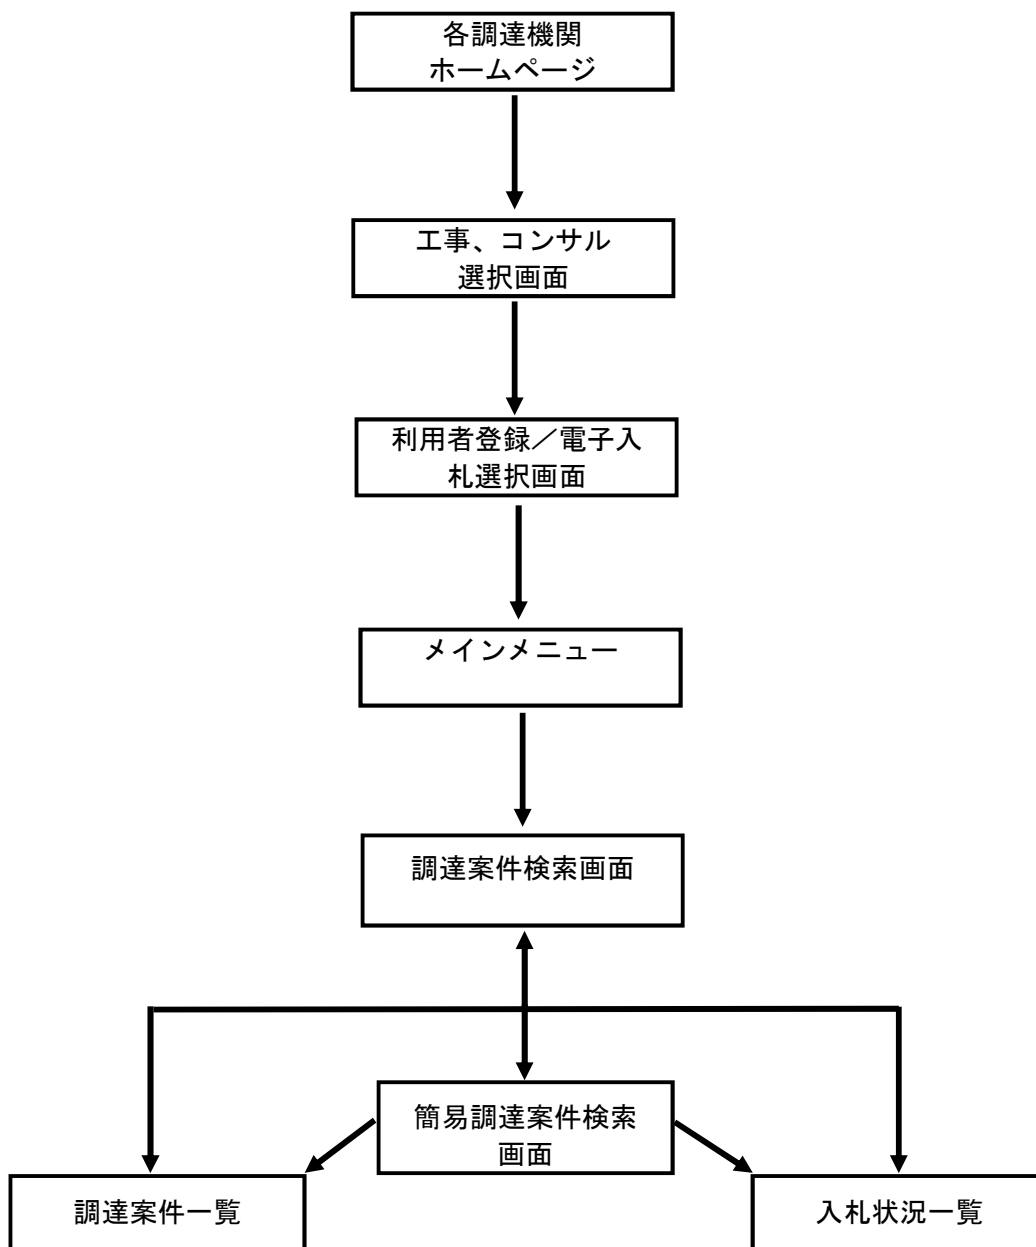 各調達機関
ホームページ
工事、コンサル
選択画面
利用者登録／電子入
札選択画面
メインメニュー
調達案件検索画面
簡易調達案件検索
画面
調達案件一覧
入札状況一覧